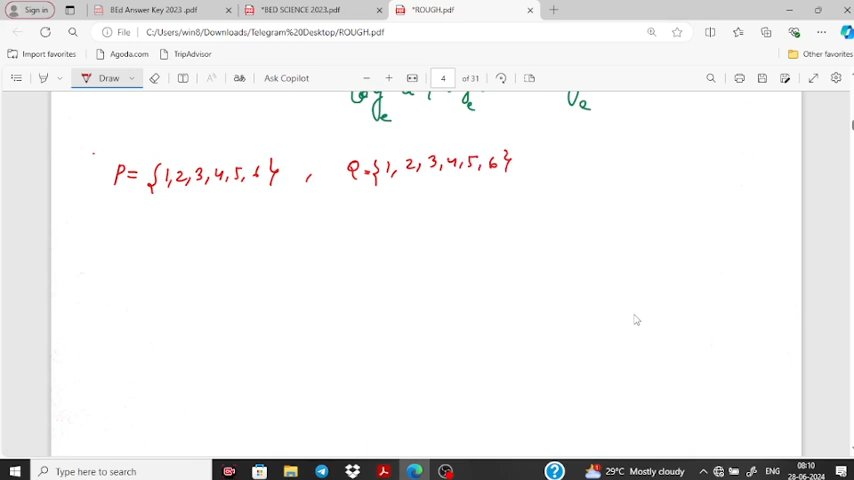 Sign in BEd Answer Key 2023 .pdf *BED SCIENCE 2023.pdf *ROUGH.pdf
File C:/Users/win8/Downloads/Telegram%20Desktop/ROUGH.pdf
Import favorites Agoda.com TripAdvisor Other favorites
Draw Ask Copilot 4 of 31
P= {1,2,3,4,5,6} , Q={1, 2, 3,4,5,6}
Type here to search 29°C Mostly cloudy ENG 08:10
28-06-2024